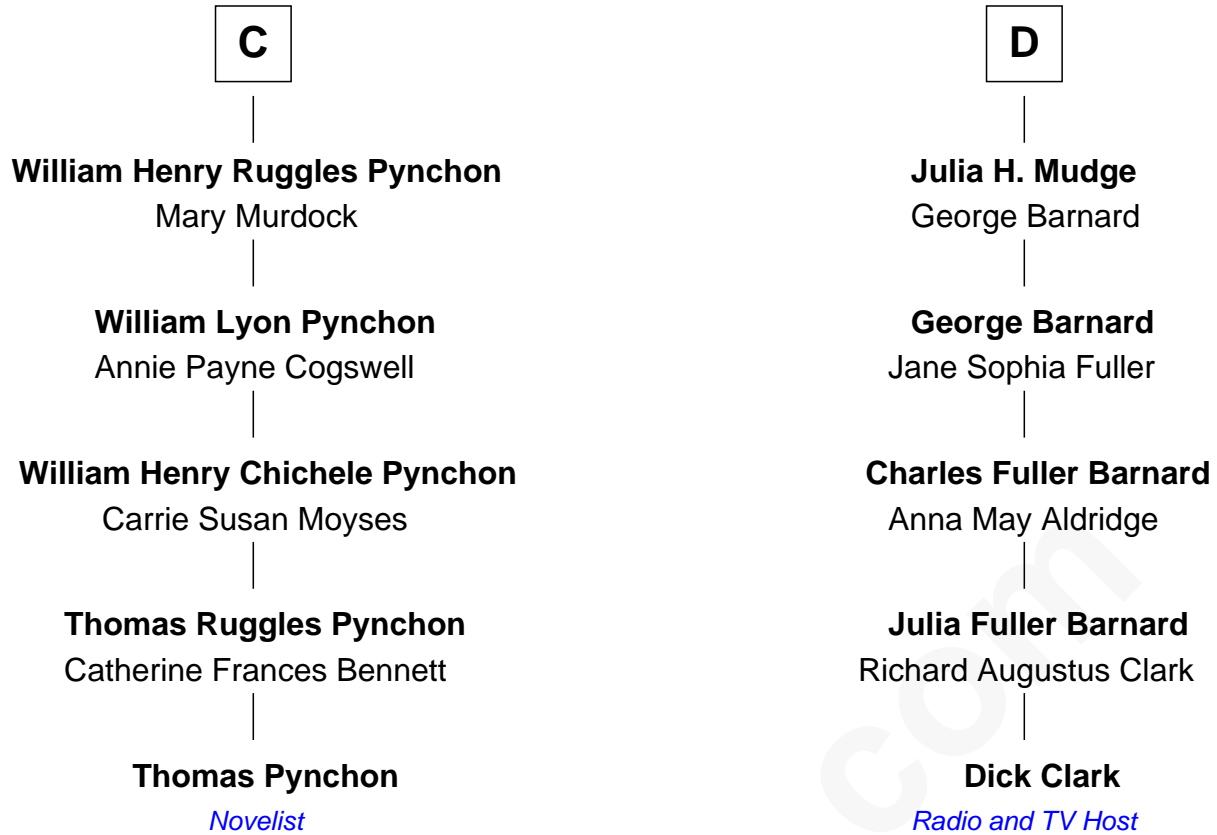 C
William Henry Ruggles Pynchon
Mary Murdock
William Lyon Pynchon
Annie Payne Cogswell
William Henry Chichele Pynchon
Carrie Susan Moyses
Thomas Ruggles Pynchon
Catherine Frances Bennett
Thomas Pynchon
Novelist
D
Julia H. Mudge
George Barnard
George Barnard
Jane Sophia Fuller
Charles Fuller Barnard
Anna May Aldridge
Julia Fuller Barnard
Richard Augustus Clark
Dick Clark
Radio and TV Host
com